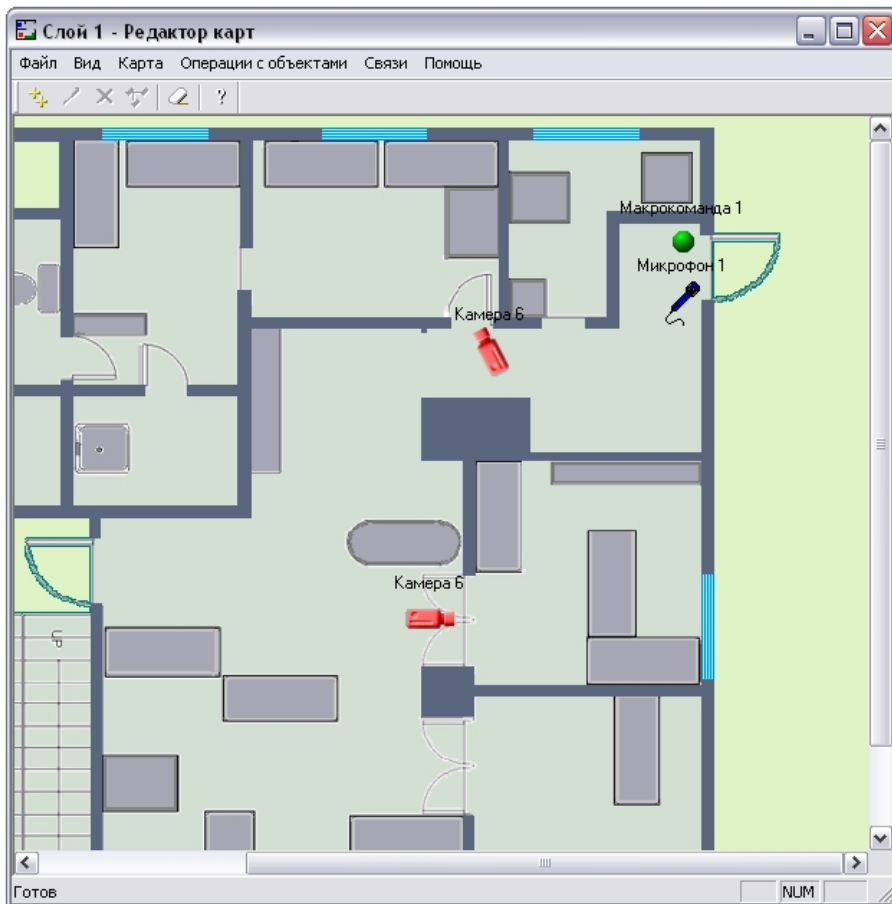 Слой 1 - Редактор карт
Файл Вид Карта Операции с объектами Связи Помощь
?
Макрокоманда 1
Микрофон 1
Камера 6
Камера 6
UP
Готов
NUM